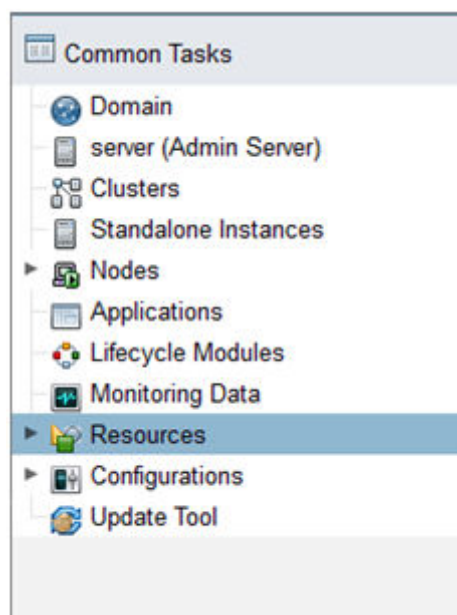 Common Tasks
Domain
server (Admin Server)
Clusters
Standalone Instances
Nodes
Applications
Lifecycle Modules
Monitoring Data
Resources
Configurations
Update Tool